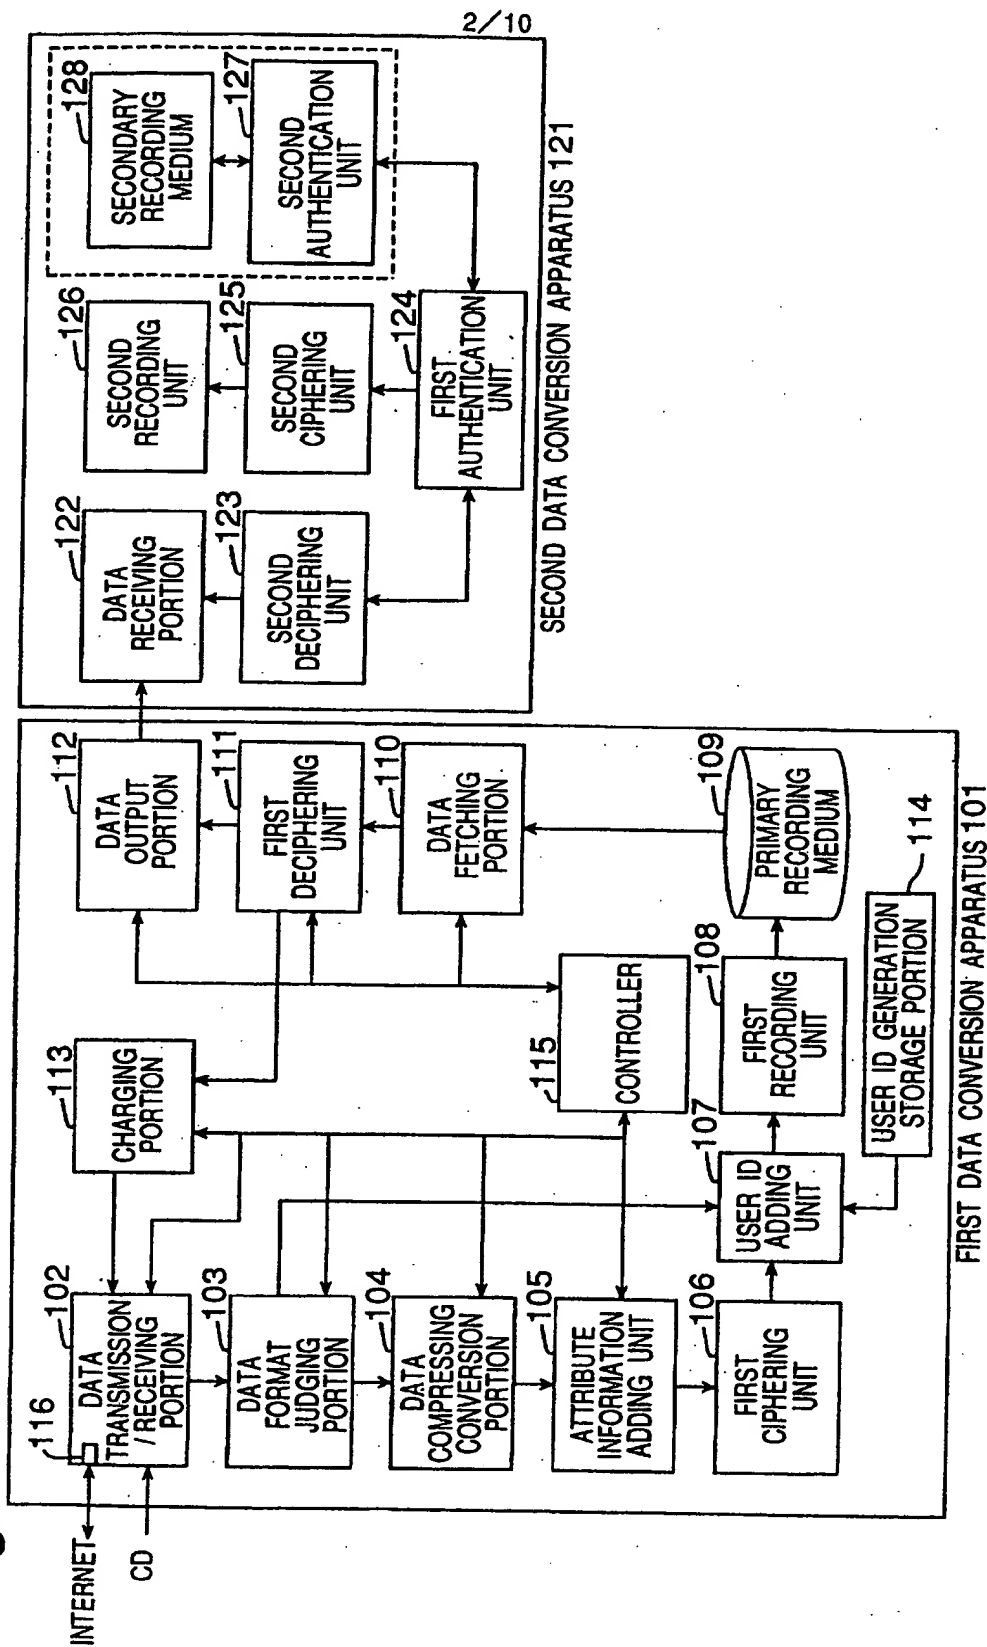 2/10
INTERNET
CD
116
102
DATA
TRANSMISSION
/RECEIVING
PORTION
103
DATA
FORMAT
JUDGING
PORTION
104
DATA
COMPRESSING
CONVERSION
PORTION
105
ATTRIBUTE
INFORMATION
ADDING UNIT
106
FIRST
CIPHERING
UNIT
113
CHARGING
PORTION
115
CONTROLLER
107
USER ID
ADDING
UNIT
108
FIRST
RECORDING
UNIT
109
PRIMARY
RECORDING
MEDIUM
USER ID GENERATION
STORAGE PORTION
114
112
DATA
OUTPUT
PORTION
111
FIRST
DECIPHERING
UNIT
110
DATA
FETCHING
PORTION
FIRST DATA CONVERSION APPARATUS 101
122
DATA
RECEIVING
PORTION
123
SECOND
DECIPHERING
UNIT
126
SECOND
RECORDING
UNIT
125
SECOND
CIPHERING
UNIT
124
FIRST
AUTHENTICATION
UNIT
128
SECONDARY
RECORDING
MEDIUM
127
SECOND
AUTHENTICATION
UNIT
SECOND DATA CONVERSION APPARATUS 121